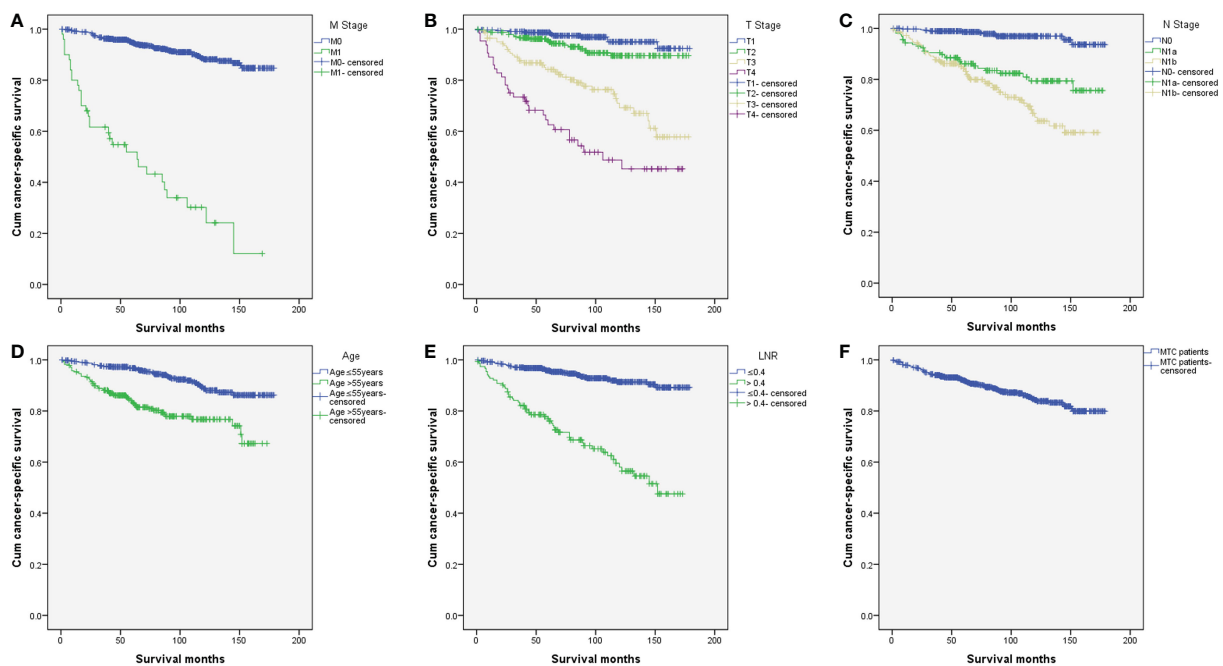 A
M Stage
M0
M1
M0- censored
M1- censored
Cum cancer-specific survival
1.0
0.8
0.6
0.4
0.2
0.0
0
50
100
150
200
Survival months
B
T Stage
T1
T2
T3
T4
T1- censored
T2- censored
T3- censored
T4- censored
Cum cancer-specific survival
1.0
0.8
0.6
0.4
0.2
0.0
0
50
100
150
200
Survival months
C
N Stage
N0
N1a
N1b
N0- censored
N1a- censored
N1b- censored
Cum cancer-specific survival
1.0
0.8
0.6
0.4
0.2
0.0
0
50
100
150
200
Survival months
D
Age
Age ≤55years
Age >55years
Age ≤55years-
censored
Age >55years-
censored
Cum cancer-specific survival
1.0
0.8
0.6
0.4
0.2
0.0
0
50
100
150
200
Survival months
E
LNR
≤0.4
> 0.4
≤0.4- censored
> 0.4- censored
Cum cancer-specific survival
1.0
0.8
0.6
0.4
0.2
0.0
0
50
100
150
200
Survival months
F
MTC patients
MTC patients-
censored
Cum cancer-specific survival
1.0
0.8
0.6
0.4
0.2
0.0
0
50
100
150
200
Survival months